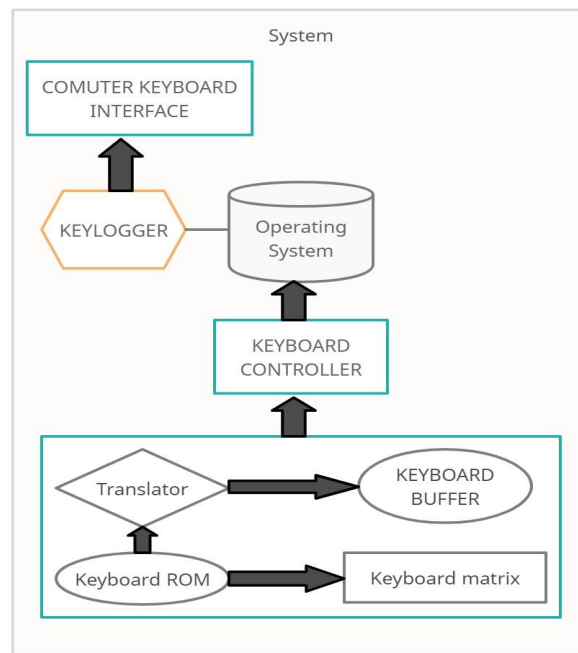 System
COMUTER KEYBOARD
INTERFACE
KEYLOGGER
Operating
System
KEYBOARD
CONTROLLER
Translator
KEYBOARD
BUFFER
Keyboard ROM
Keyboard matrix